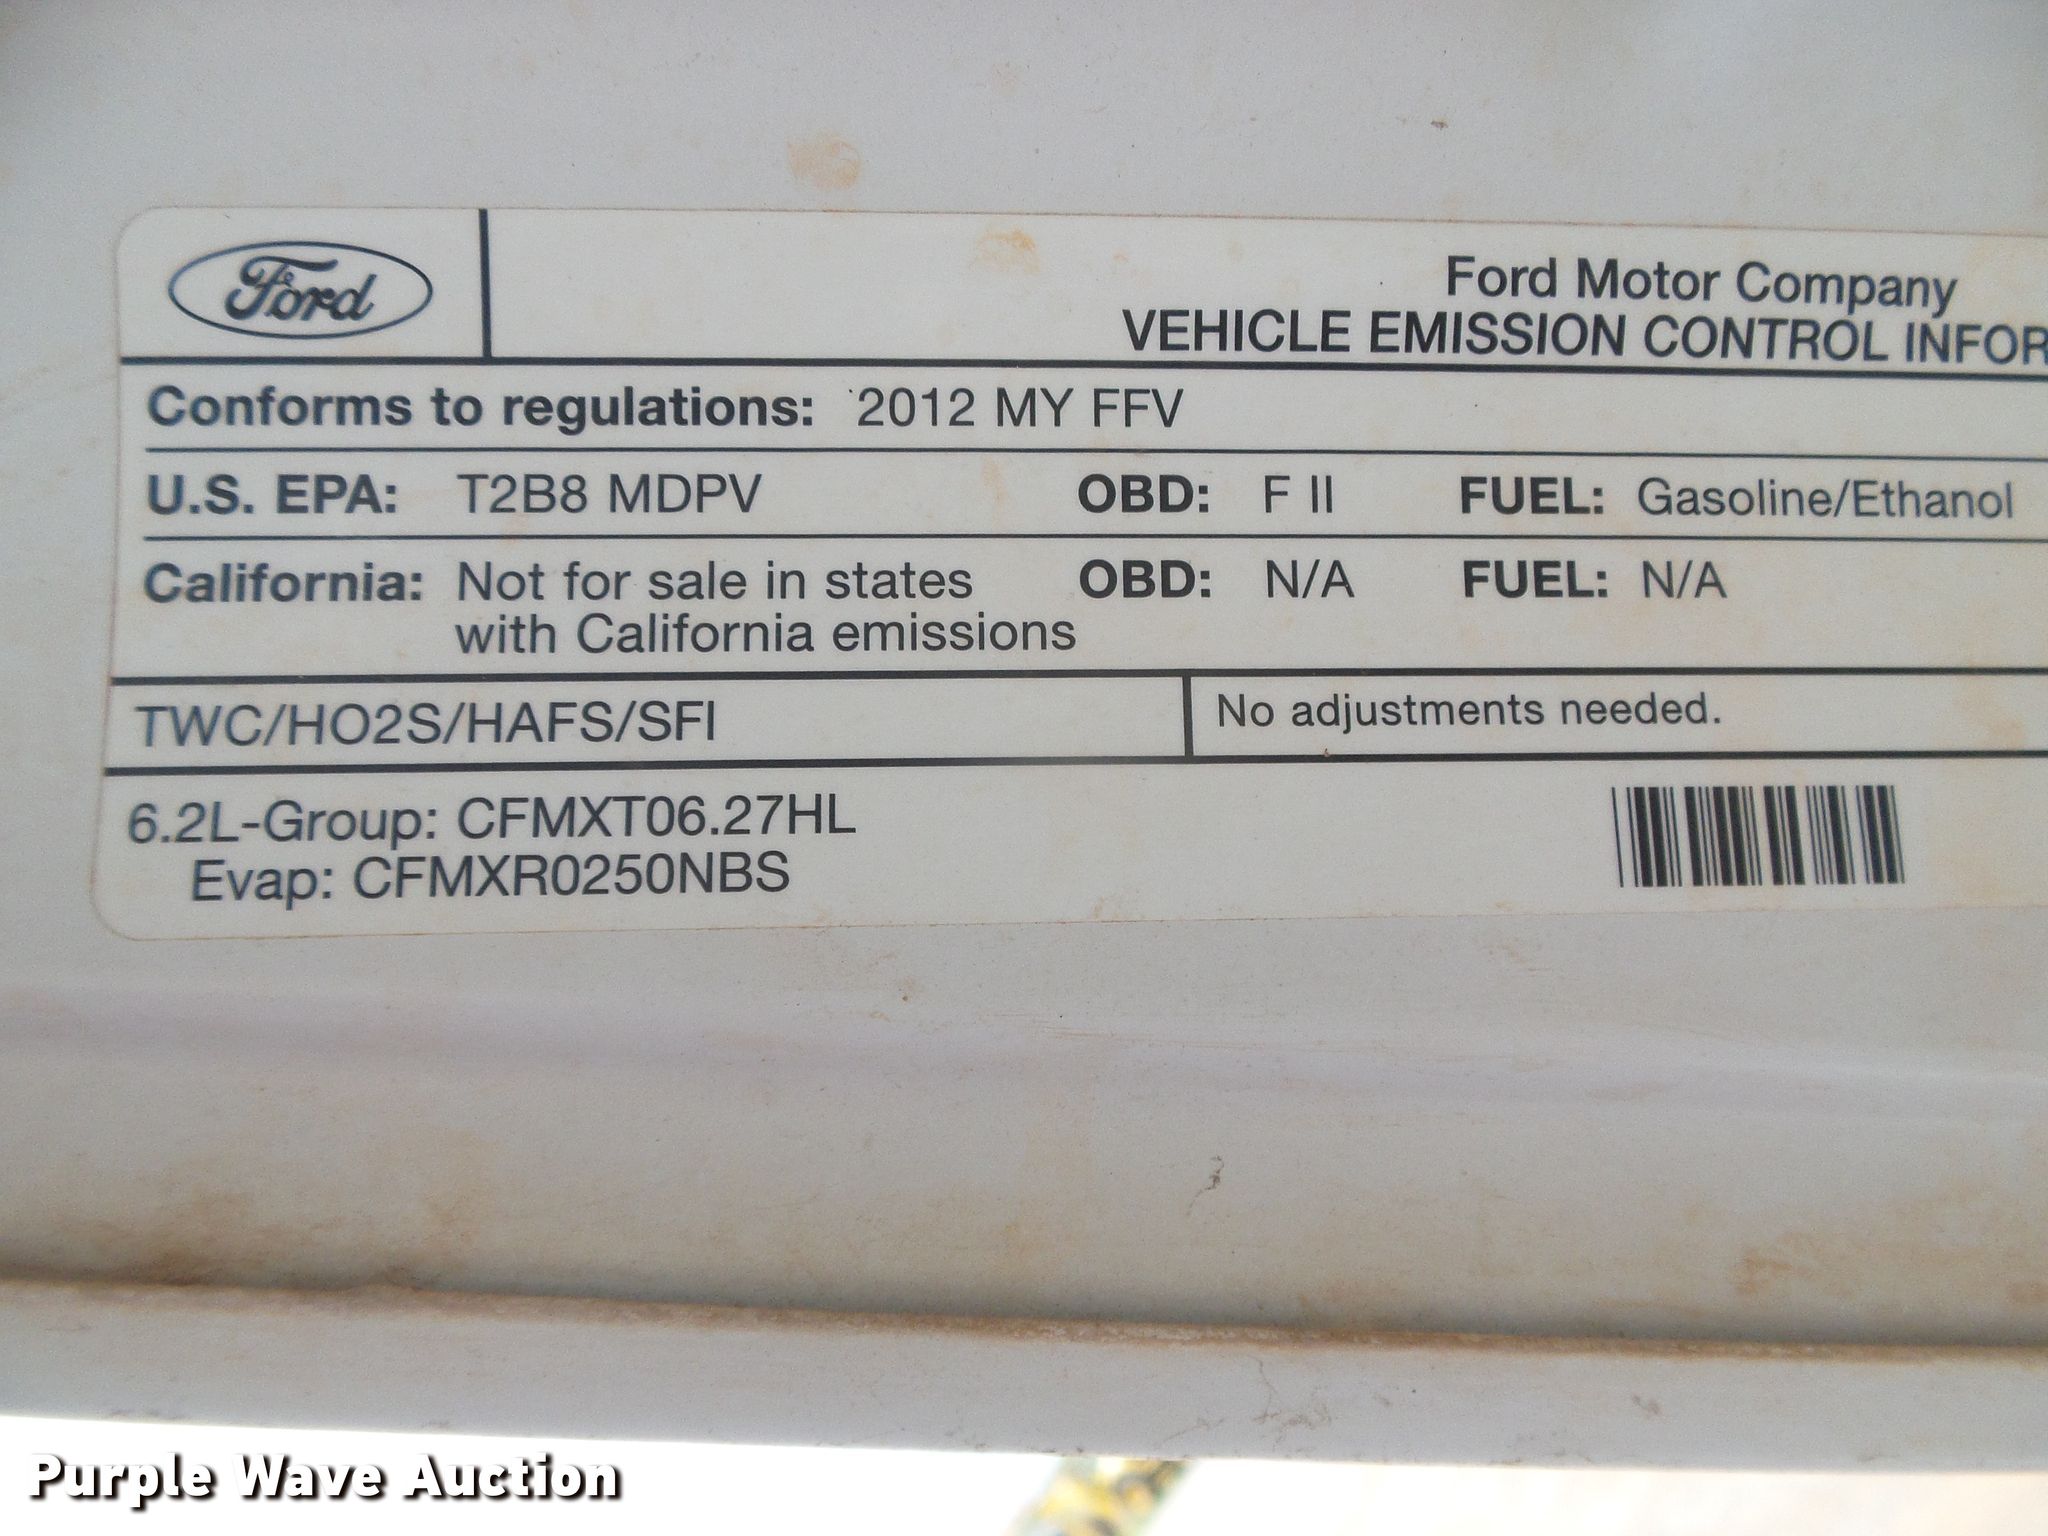 Ford
Ford Motor Company
VEHICLE EMISSION CONTROL INFOR
Conforms to regulations: 2012 MY FFV
U.S. EPA: T2B8 MDPV OBD: F II FUEL: Gasoline/Ethanol
California: Not for sale in states OBD: N/A FUEL: N/A
with California emissions
TWC/HO2S/HAFS/SFI No adjustments needed.
6.2L-Group: CFMXT06.27HL
Evap: CFMXR0250NBS
Purple Wave Auction